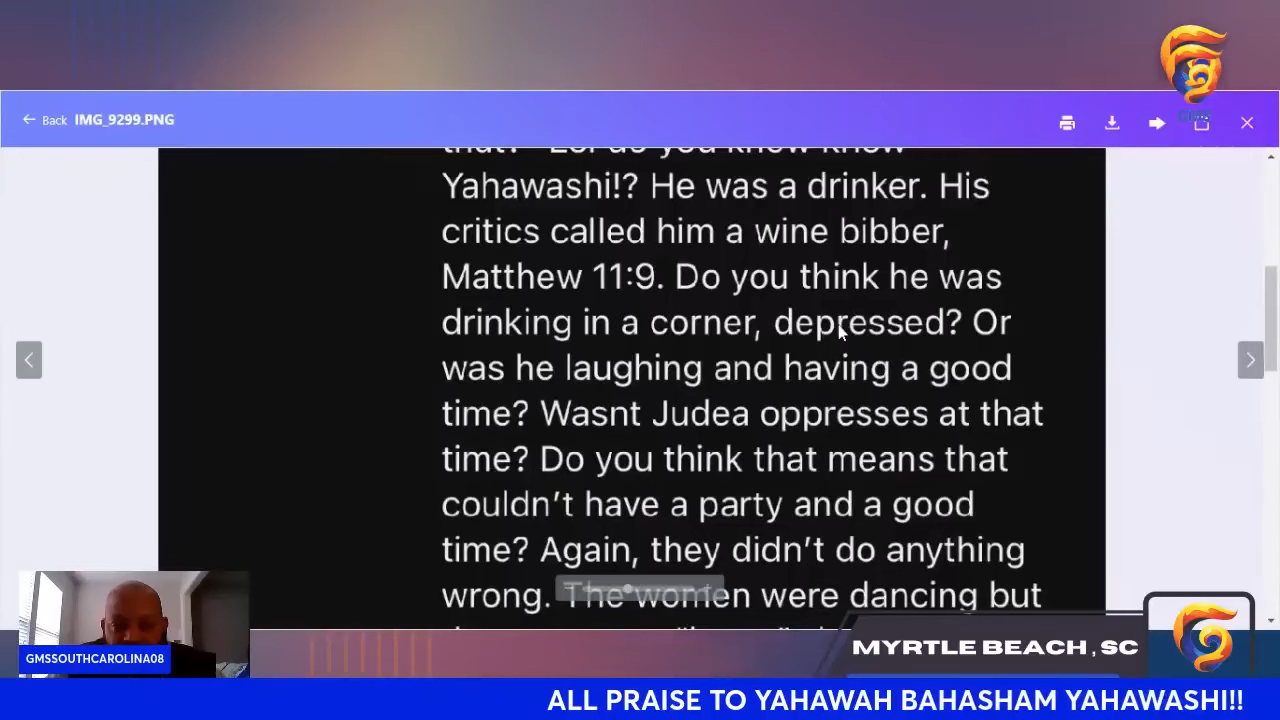 Back IMG_9299.PNG
Yahawashi!? He was a drinker. His
critics called him a wine bibber,
Matthew 11:9. Do you think he was
drinking in a corner, depressed? Or
was he laughing and having a good
time? Wasnt Judea oppresses at that
time? Do you think that means that
couldn't have a party and a good
time? Again, they didn't do anything
wrong. The women were dancing but
GMSSOUTHCAROLINA08
MYRTLE BEACH , SC
ALL PRAISE TO YAHAWAH BAHASHAM YAHAWASHI!!